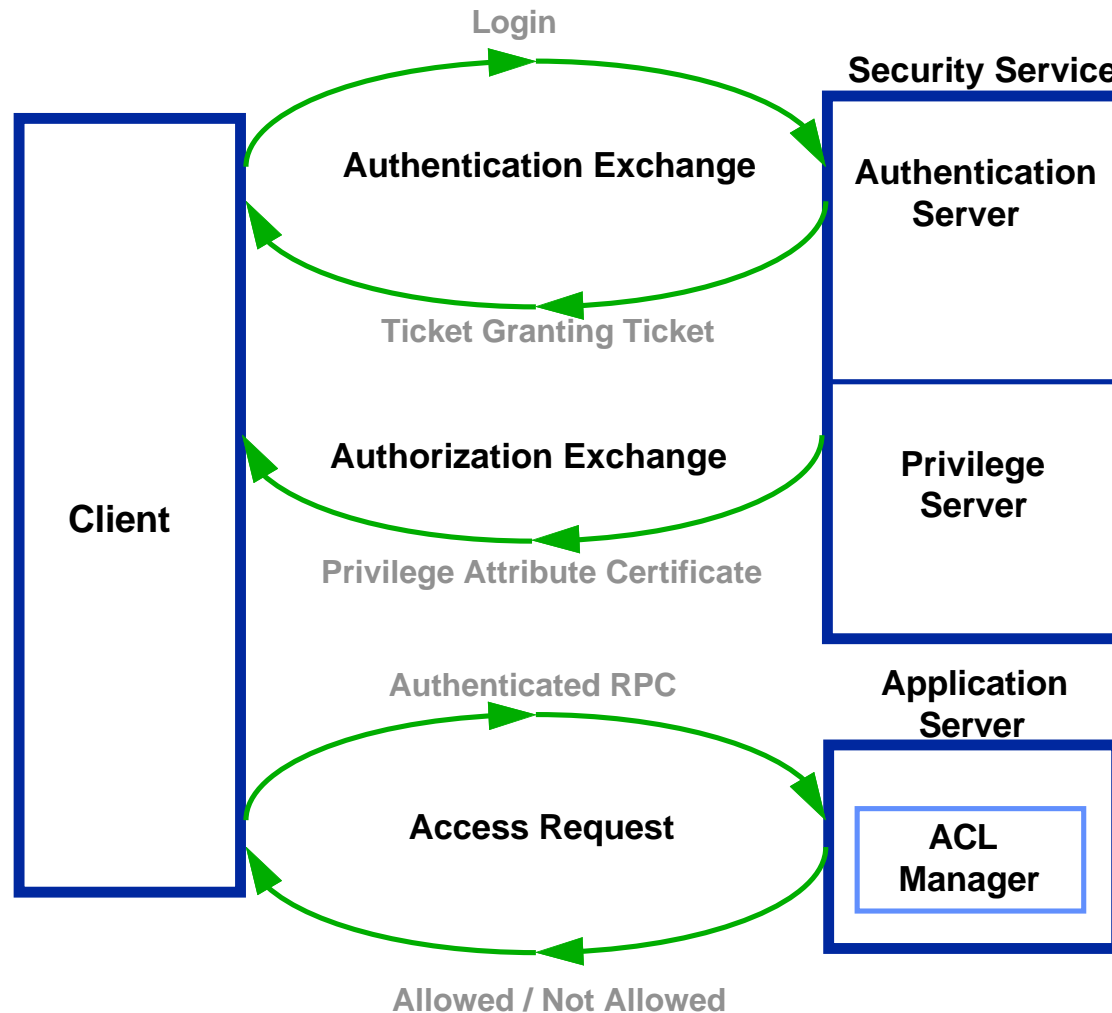 Login
Security Service
Authentication Exchange
Authentication
Server
Ticket Granting Ticket
Authorization Exchange
Privilege
Server
Client
Privilege Attribute Certificate
Authenticated RPC
Application
Server
Access Request
ACL
Manager
Allowed / Not Allowed